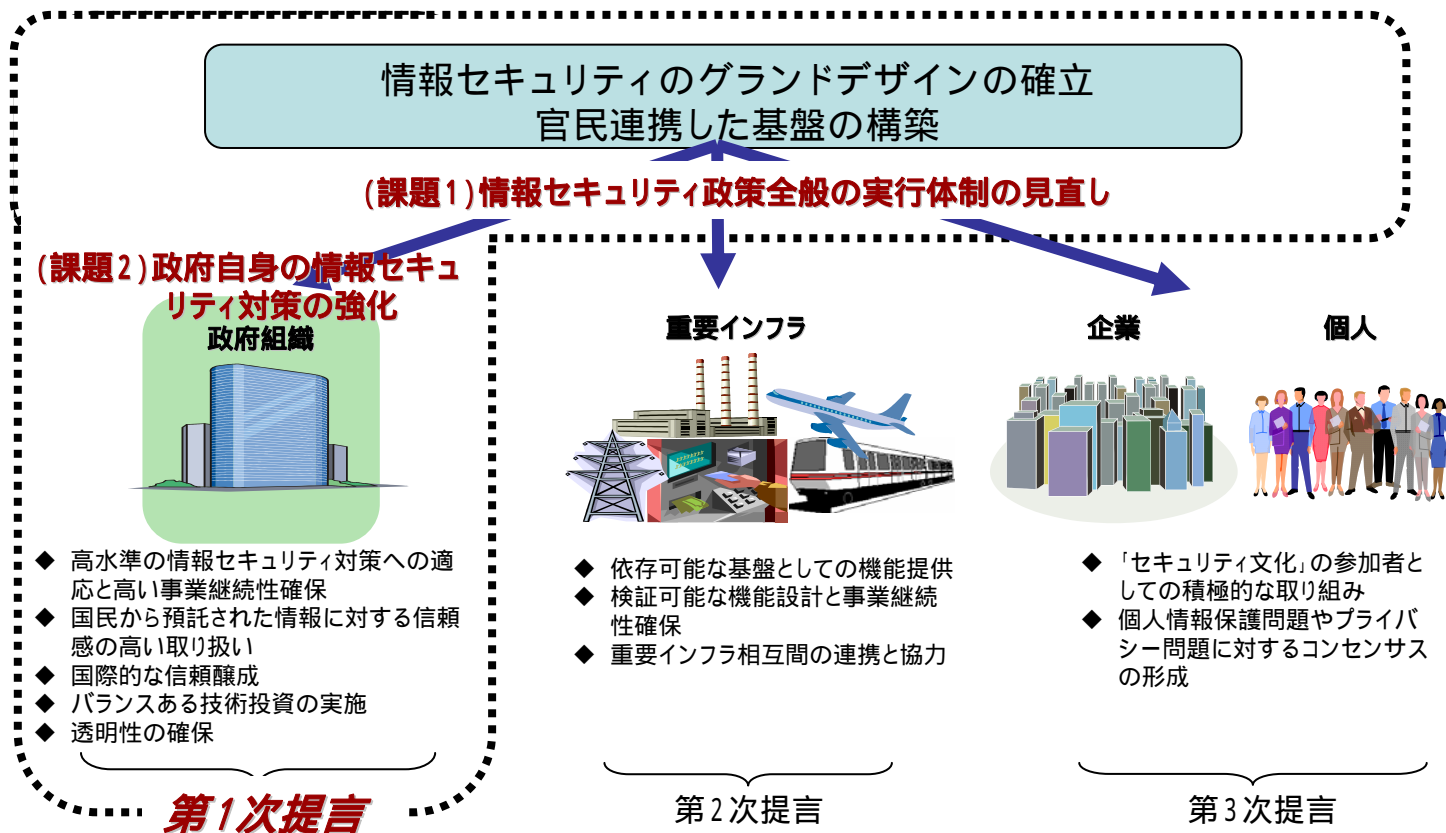 情報セキュリティのグランドデザインの確立
官民連携した基盤の構築
(課題1)情報セキュリティ政策全般の実行体制の見直し
(課題2)政府自身の情報セキュ
リティ対策の強化
政府組織
◆ 高水準の情報セキュリティ対策への適
応と高い事業継続性確保
◆ 国民から預託された情報に対する信頼
感の高い取り扱い
◆ 国際的な信頼醸成
◆ バランスある技術投資の実施
◆ 透明性の確保
第1次提言
重要インフラ
◆ 依存可能な基盤としての機能提供
◆ 検証可能な機能設計と事業継続
性確保
◆ 重要インフラ相互間の連携と協力
第2次提言
企業
個人
◆ 「セキュリティ文化」の参加者と
しての積極的な取り組み
◆ 個人情報保護問題やプライバ
シー問題に対するコンセンサス
の形成
第3次提言